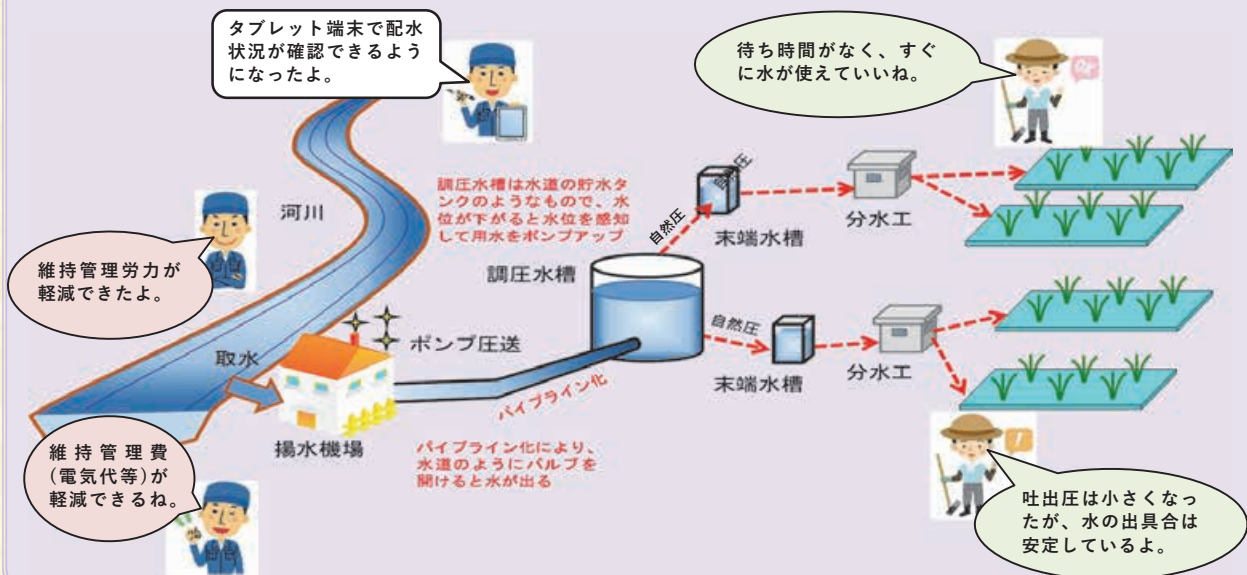 タブレット端末で配水
状況が確認できるよう
になったよ。
待ち時間がなく、すぐ
に水が使えていいね。
河川
調圧水槽は水道の貯水タ
ンクのようなもので、水
位が下がると水位を感知
して用水をポンプアップ
自然圧
自然圧
末端水槽
分水工
維持管理労力が
軽減できたよ。
調圧水槽
取水
ポンプ圧送
自然圧
末端水槽
分水工
パイプライン化
揚水機場
パイプライン化により、
水道のようにバルブを
開けると水が出る
維持管理費
(電気代等)が
軽減できるね。
吐出圧は小さくなっ
たが、水の出具合は
安定しているよ。